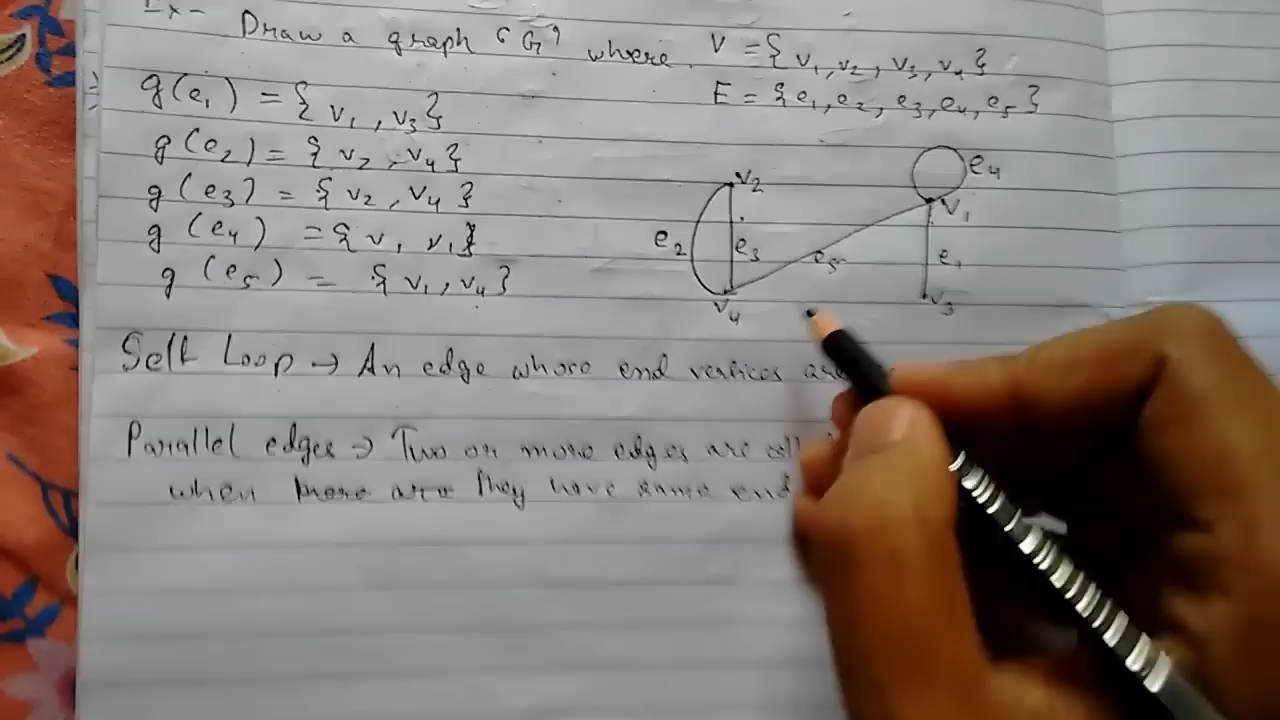 Ex- Draw a graph 'G' where V = { v1, v2, v3, v4 }
E = { e1, e2, e3, e4, e5 }
g(e1) = { v1, v3 }
g(e2) = { v2, v4 }
g(e3) = { v2, v4 }
g(e4) = { v1 v1 }
g(e5) = { v1, v4 }
v2
e4
v1
e2
e3
e5
e1
v4
v3
Self Loop → An edge whose end vertices are
Parallel edges → Two or more edges are
when they have same end